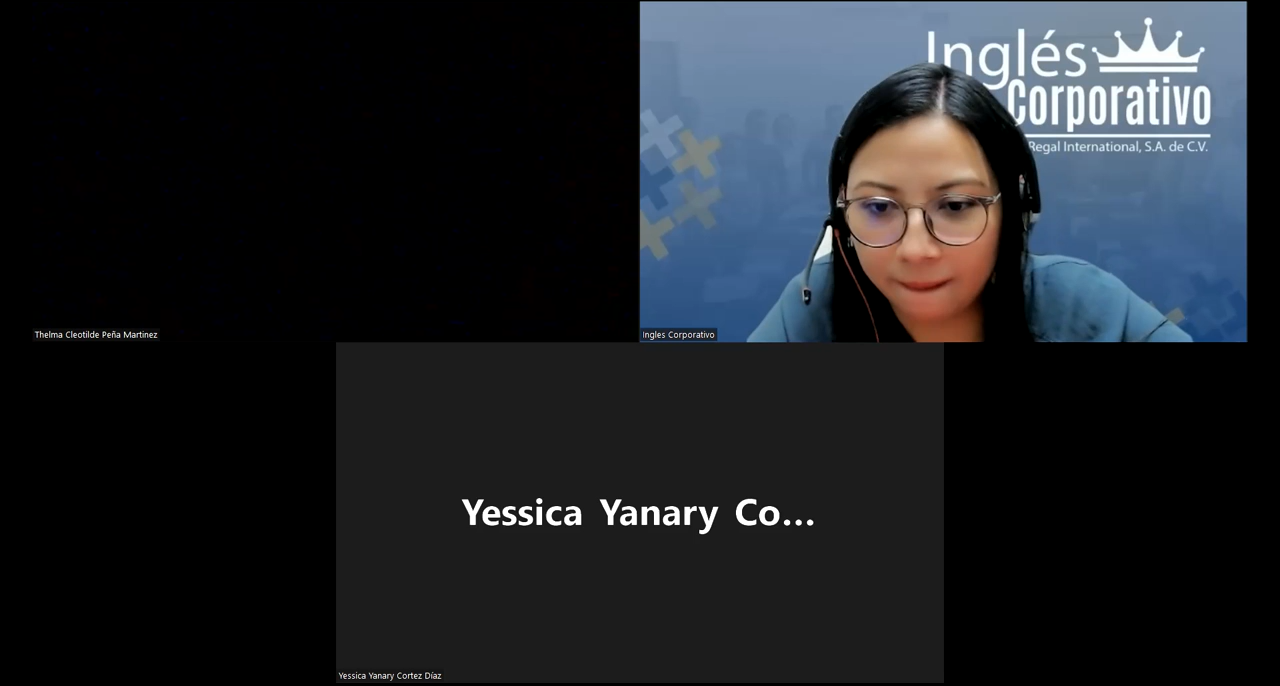 Inglés
Corporativo
Regal International, S.A. de C.V.
Thelma Cleotilde Peña Martinez
Ingles Corporativo
Yessica Yanary Co...
Yessica Yanary Cortez Díaz